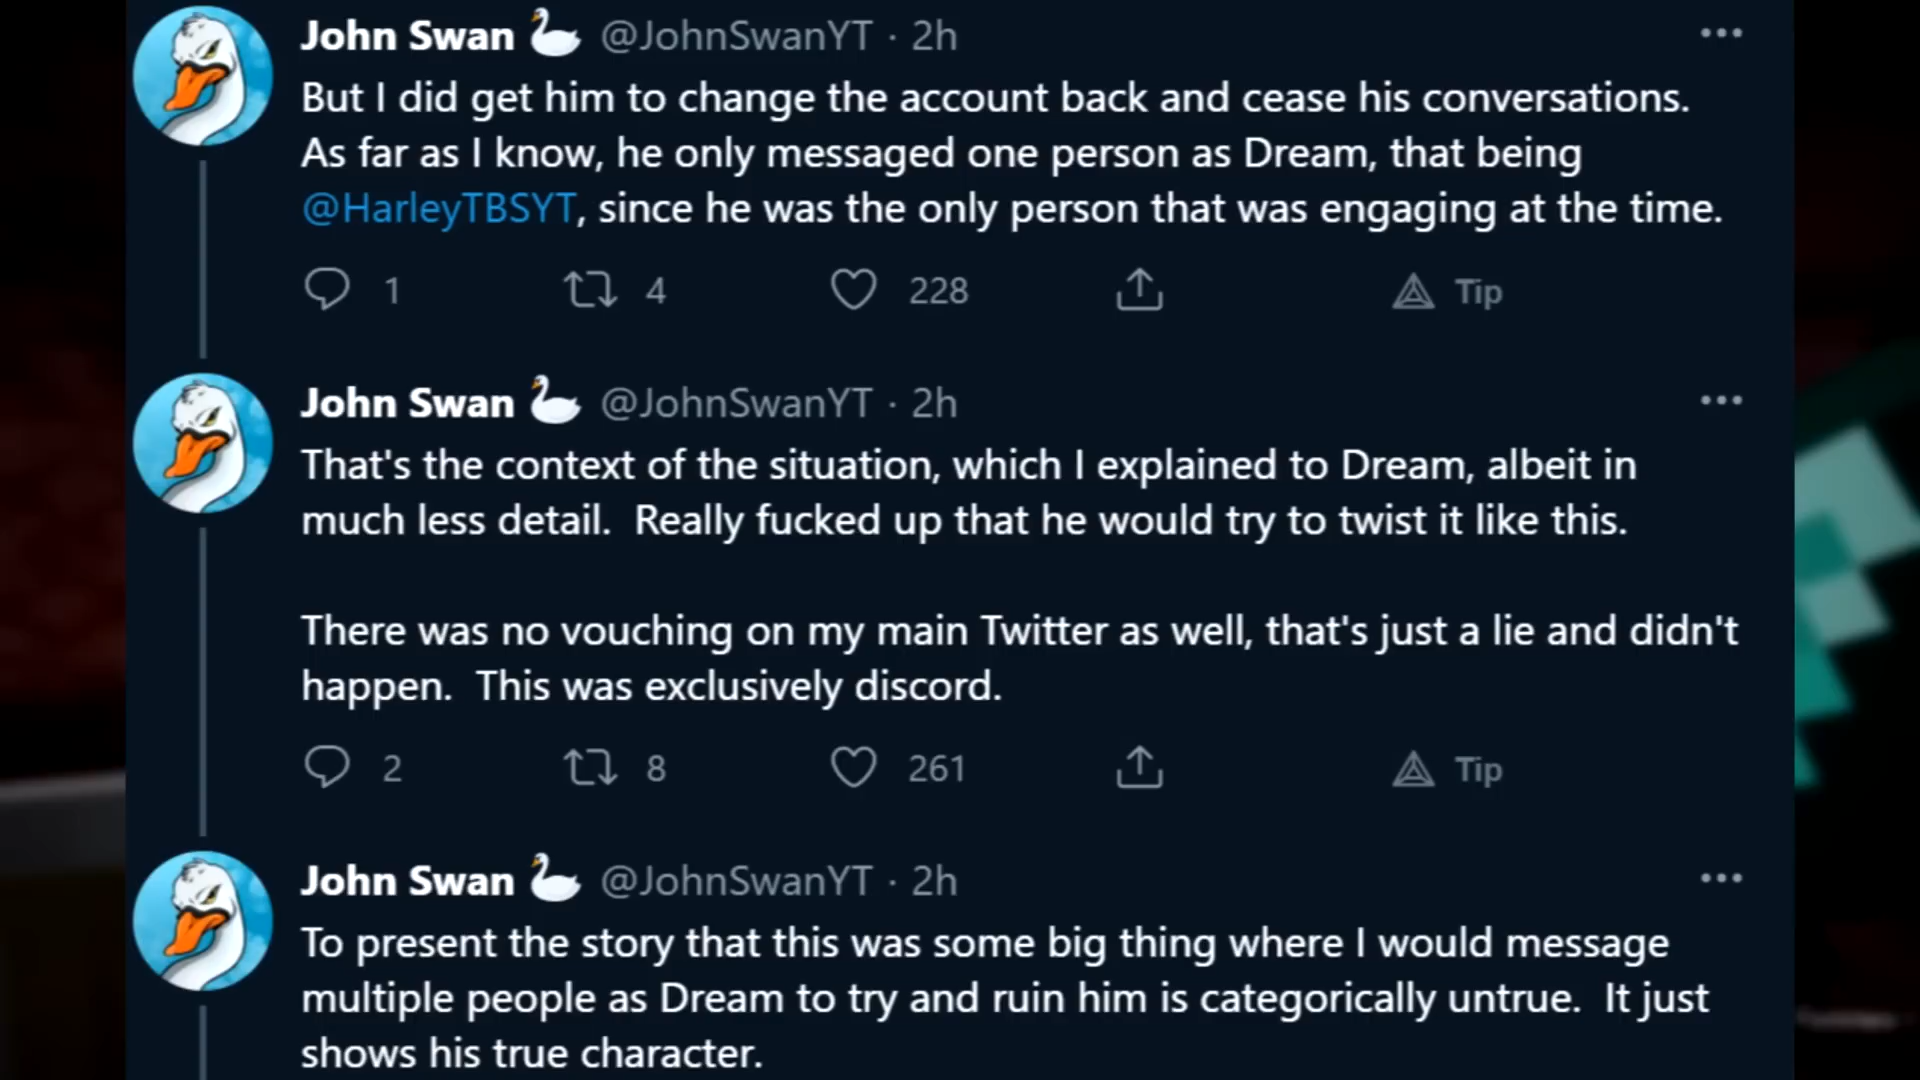 John Swan 🦢 @JohnSwanYT · 2h
But I did get him to change the account back and cease his conversations.
As far as I know, he only messaged one person as Dream, that being
@HarleyTBSYT, since he was the only person that was engaging at the time.
1 4 228 Tip
John Swan 🦢 @JohnSwanYT · 2h
That's the context of the situation, which I explained to Dream, albeit in
much less detail.  Really fucked up that he would try to twist it like this.
There was no vouching on my main Twitter as well, that's just a lie and didn't
happen.  This was exclusively discord.
2 8 261 Tip
John Swan 🦢 @JohnSwanYT · 2h
To present the story that this was some big thing where I would message
multiple people as Dream to try and ruin him is categorically untrue.  It just
shows his true character.